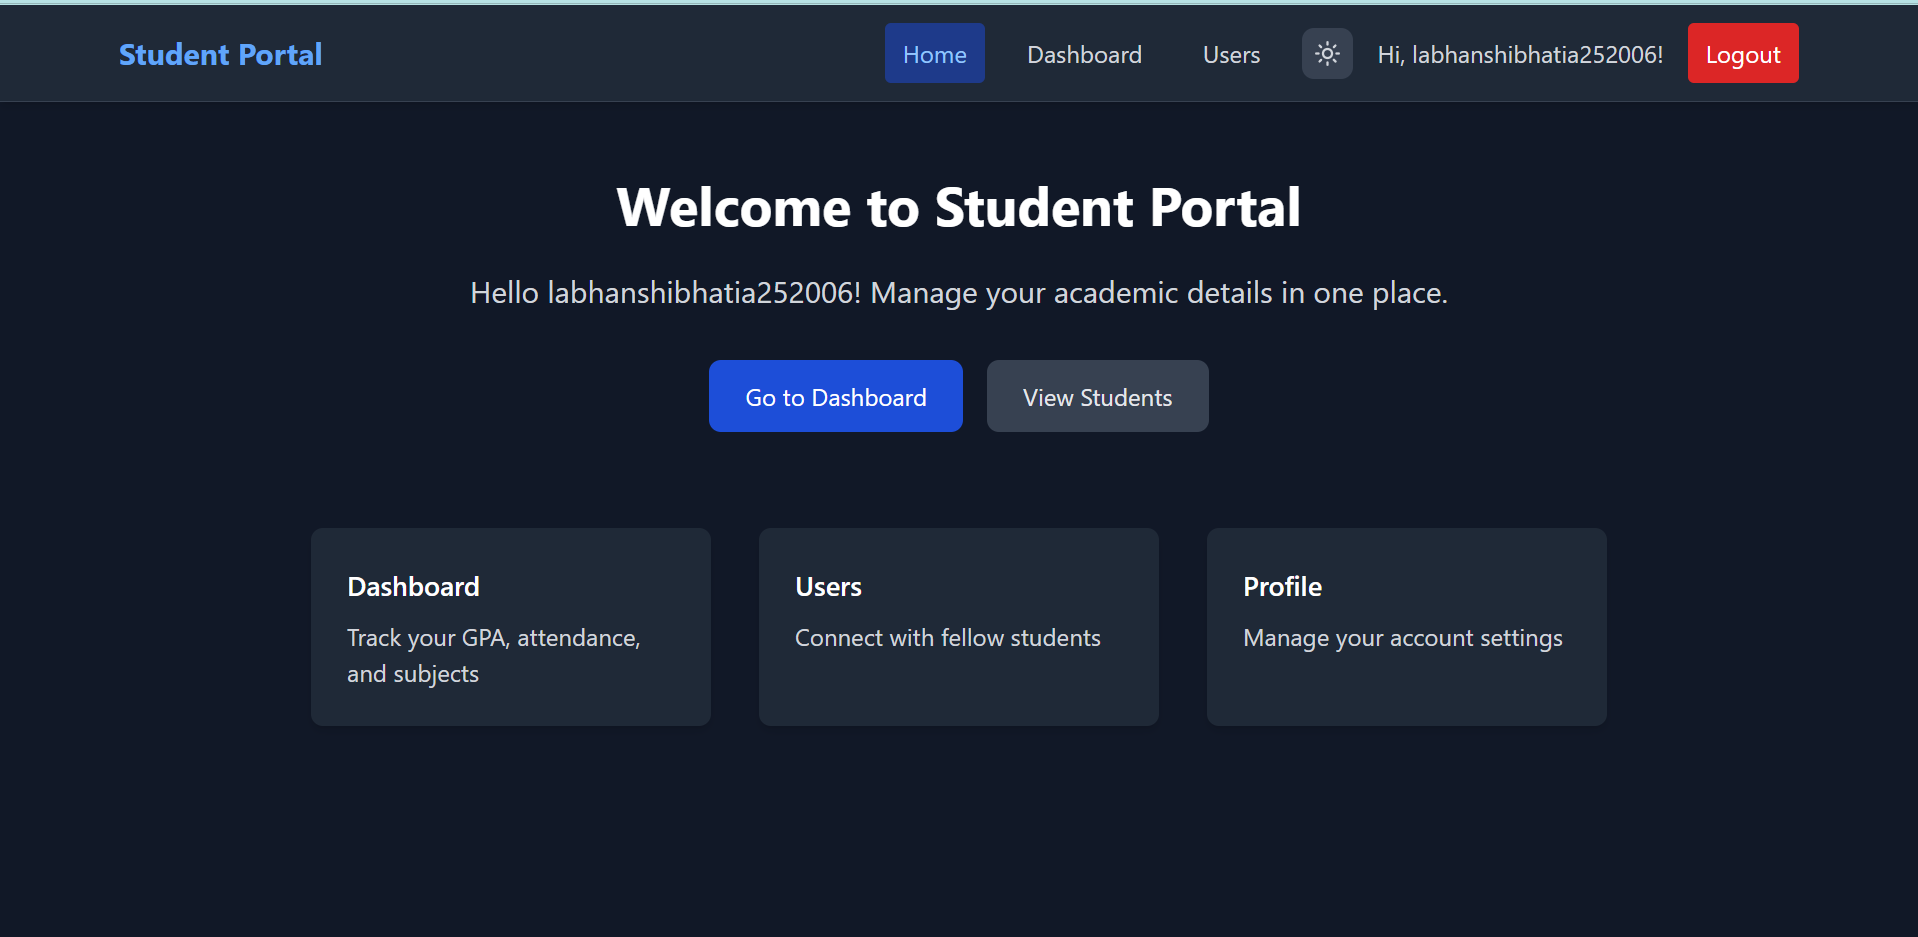 Student Portal
Home
Dashboard
Users
Hi, labhanshibhatia252006!
Logout
Welcome to Student Portal
Hello labhanshibhatia252006! Manage your academic details in one place.
Go to Dashboard
View Students
Dashboard
Track your GPA, attendance,
and subjects
Users
Connect with fellow students
Profile
Manage your account settings